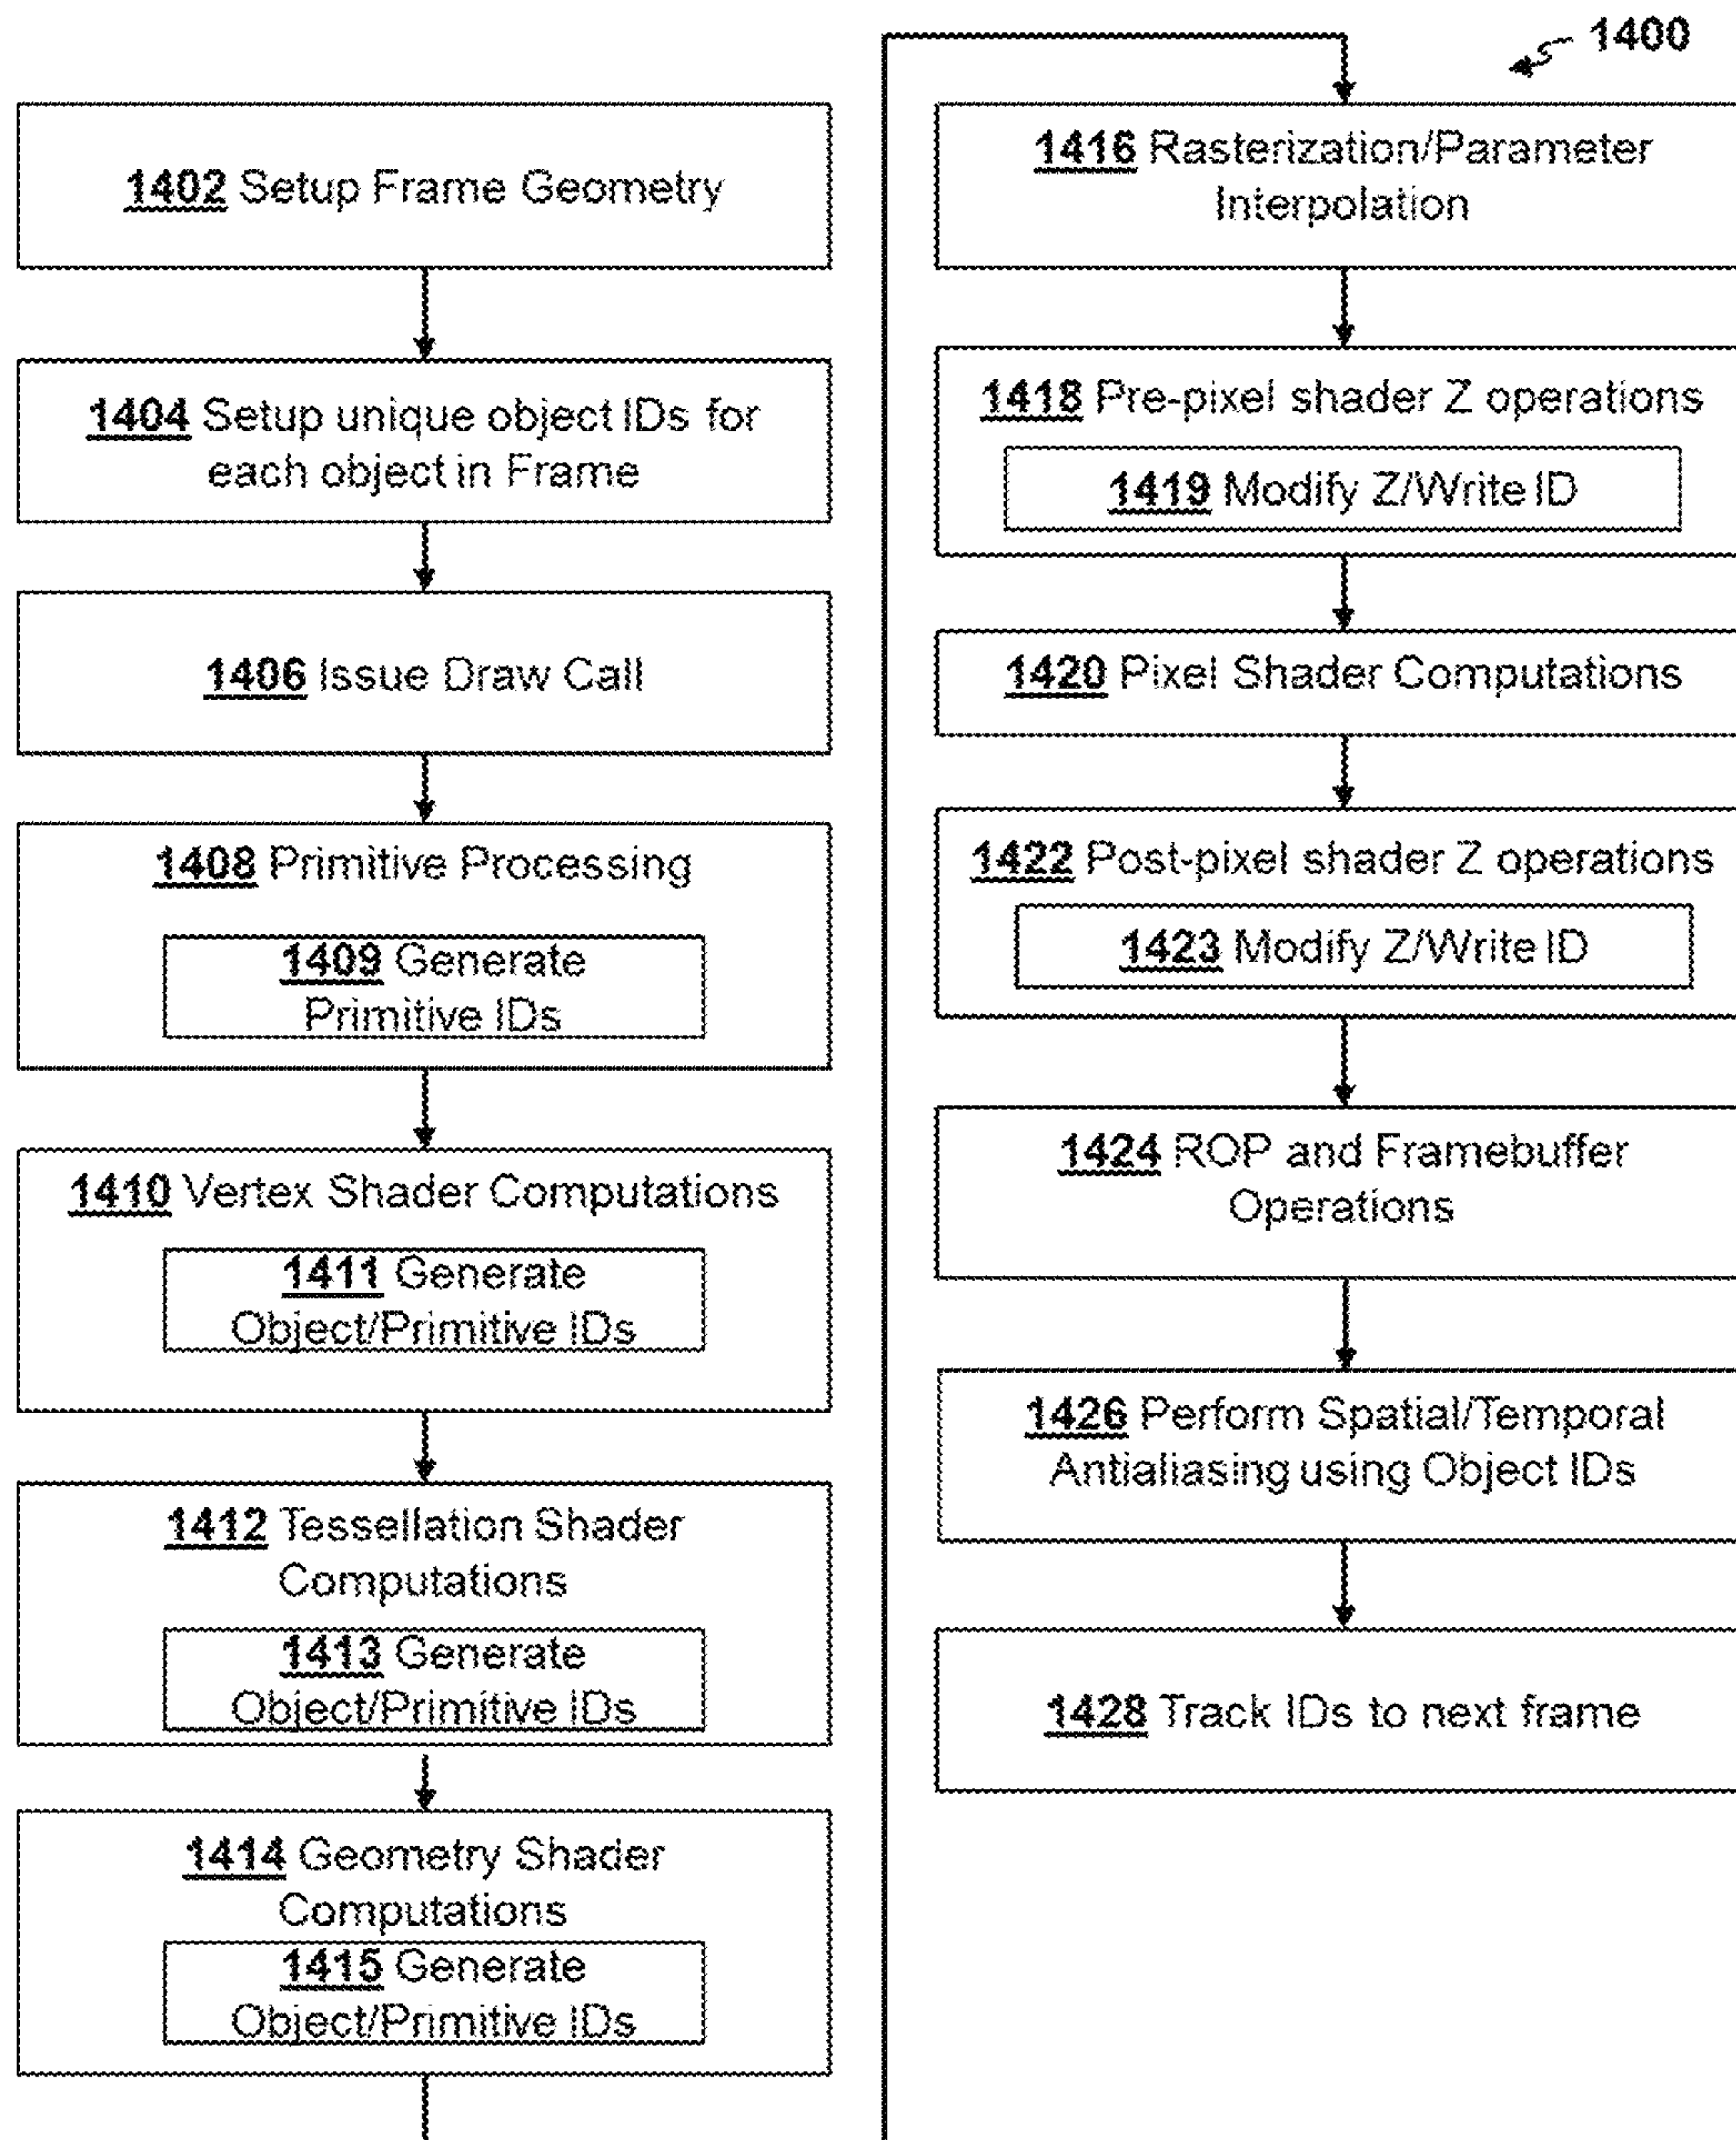 1400
1402 Setup Frame Geometry
1404 Setup unique object IDs for
each object in Frame
1406 Issue Draw Call
1408 Primitive Processing
1409 Generate
Primitive IDs
1410 Vertex Shader Computations
1411 Generate
Object/Primitive IDs
1412 Tessellation Shader
Computations
1413 Generate
Object/Primitive IDs
1414 Geometry Shader
Computations
1415 Generate
Object/Primitive IDs
1416 Rasterization/Parameter
Interpolation
1418 Pre-pixel shader Z operations
1419 Modify Z/Write ID
1420 Pixel Shader Computations
1422 Post-pixel shader Z operations
1423 Modify Z/Write ID
1424 ROP and Framebuffer
Operations
1426 Perform Spatial/Temporal
Antialiasing using Object IDs
1428 Track IDs to next frame